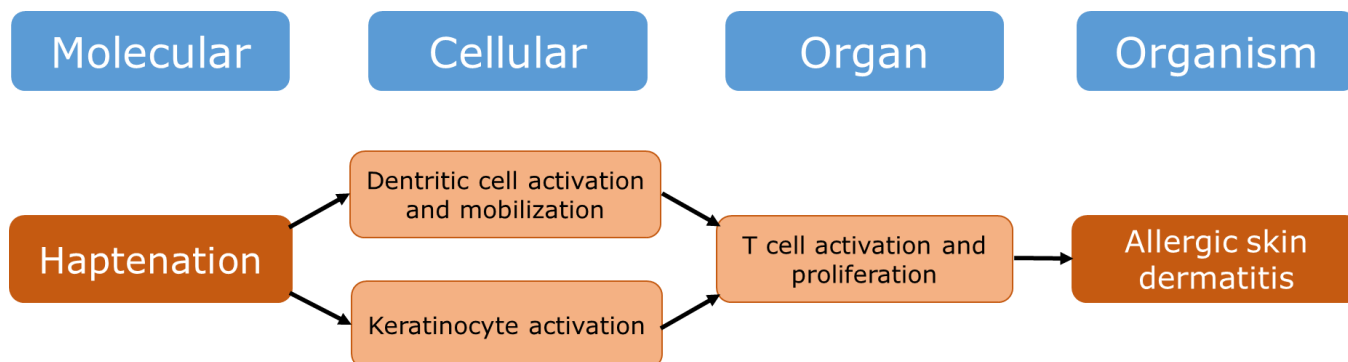 Molecular
Cellular
Organ
Organism
Haptenation
Dentritic cell activation
and mobilization
Keratinocyte activation
T cell activation and
proliferation
Allergic skin
dermatitis